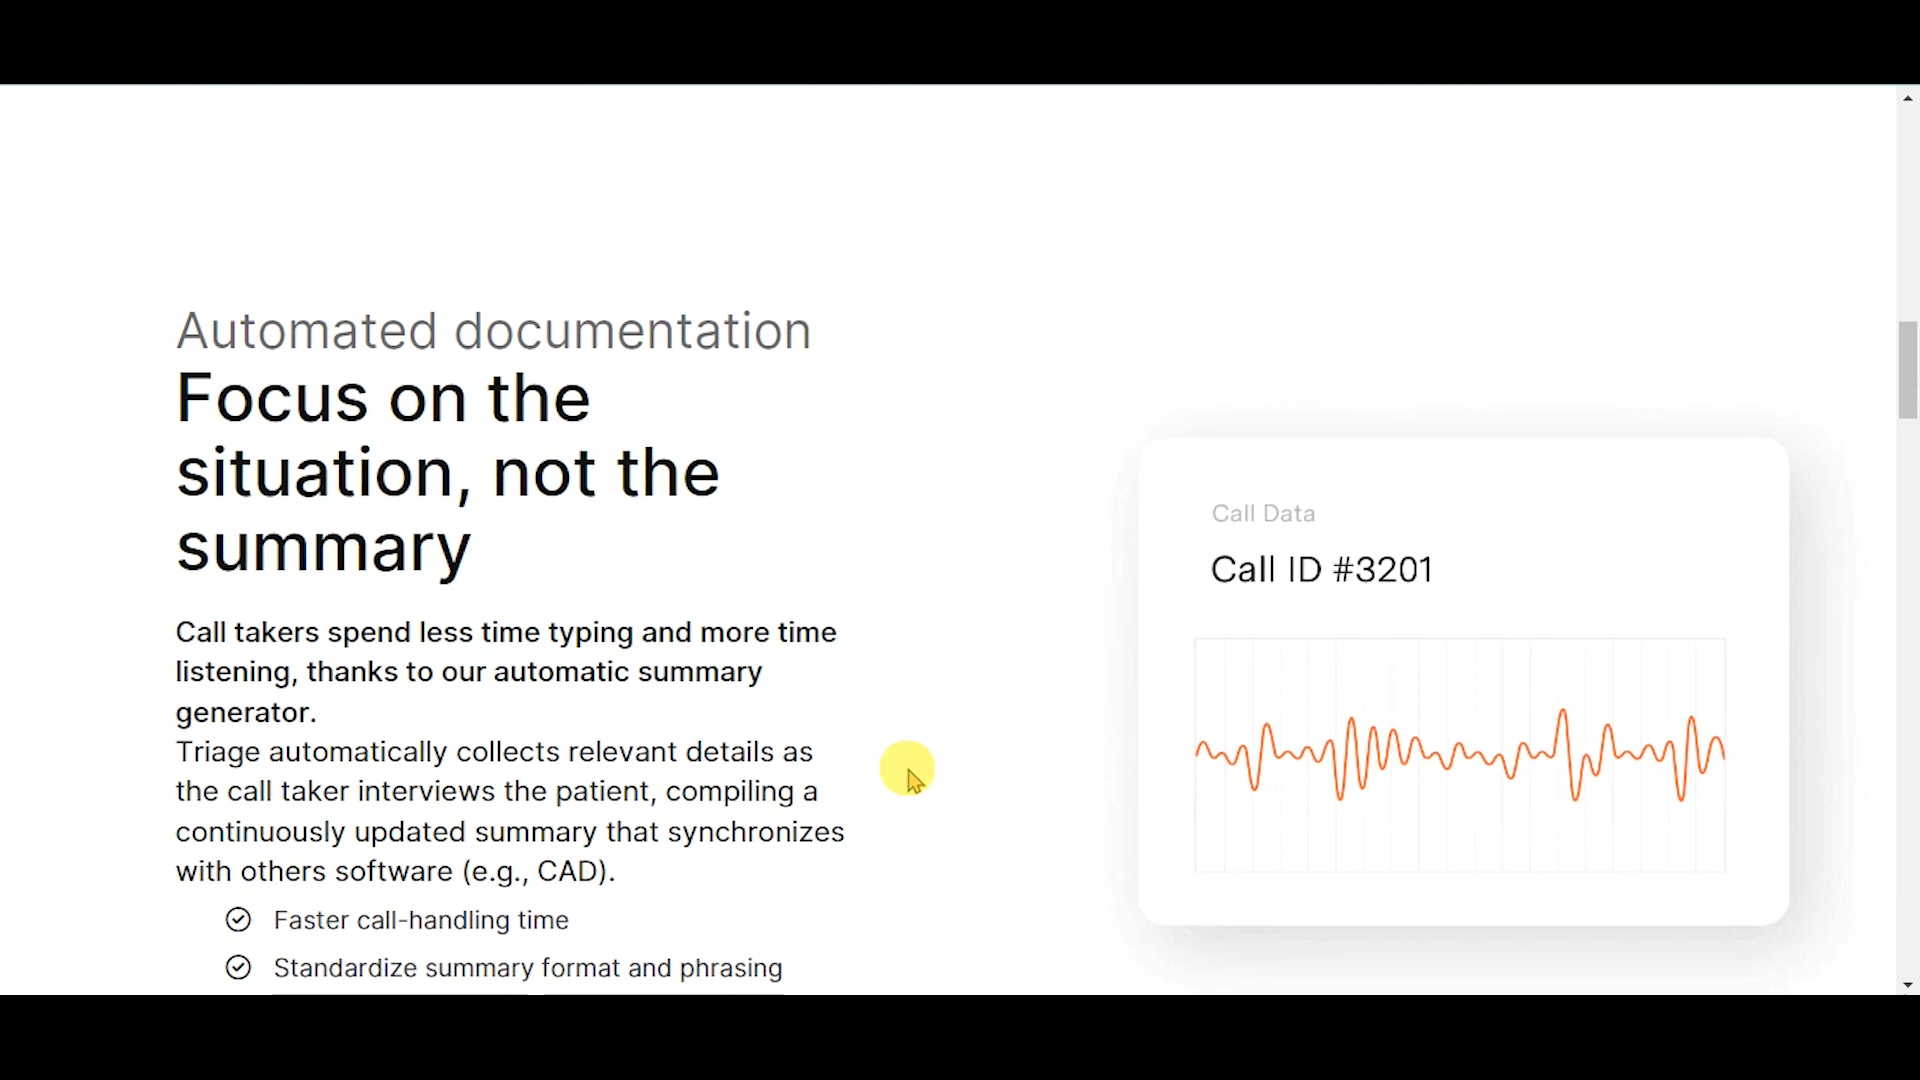 Automated documentation
Focus on the
situation, not the
summary
Call takers spend less time typing and more time
listening, thanks to our automatic summary
generator.
Triage automatically collects relevant details as
the call taker interviews the patient, compiling a
continuously updated summary that synchronizes
with others software (e.g., CAD).
Faster call-handling time
Standardize summary format and phrasing
Call Data
Call ID #3201